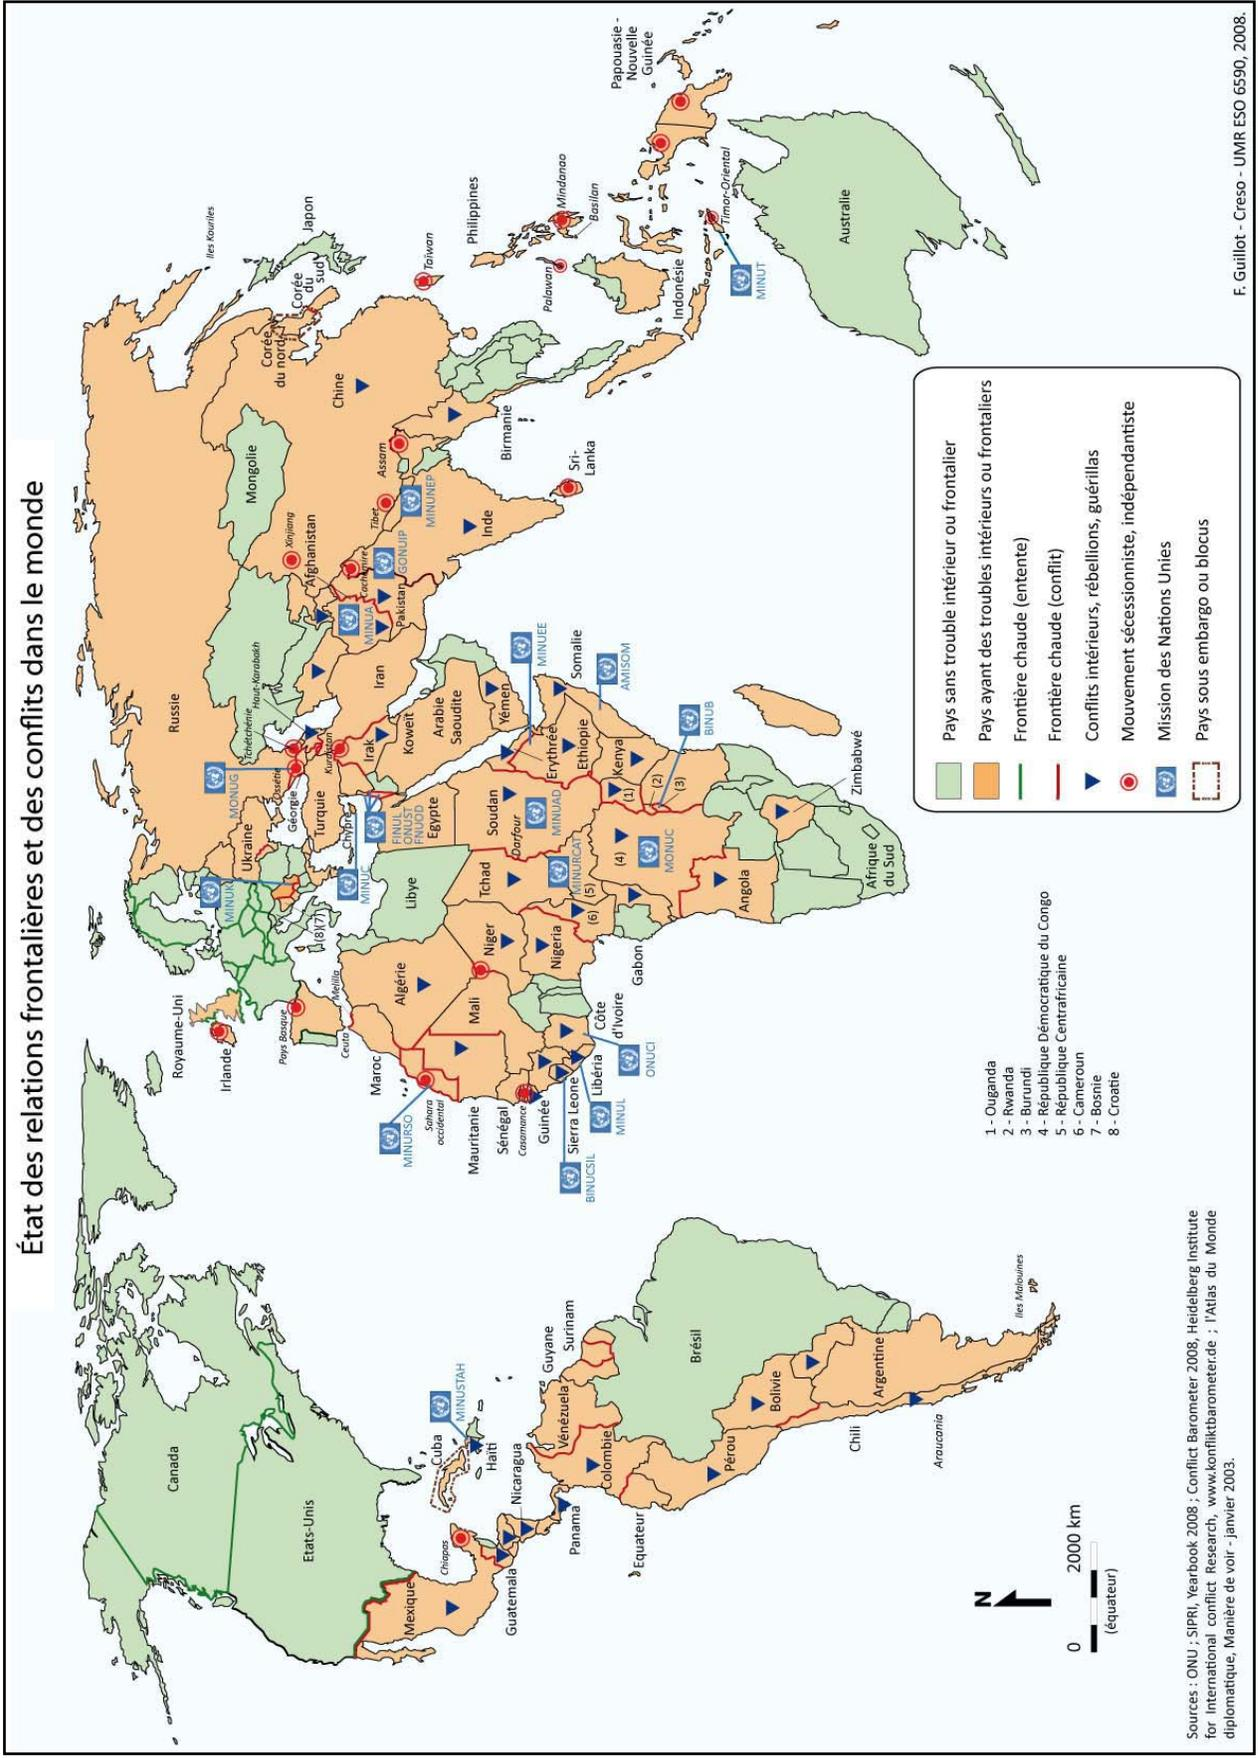 État des relations frontalières et des conflits dans le monde
Canada
Etats-Unis
Mexique
Chiapas
Guatemala
Cuba
MINUSTAH
Haïti
Nicaragua
Panama
Equateur
Vénézuela
Colombie
Guyane
Surinam
Brésil
Pérou
Bolivie
Chili
Argentine
Araucania
Iles Malouines
Royaume-Uni
Irlande
Pays Basque
Ceuta
Melilla
MINUK
(8)(7)
Ukraine
MONUG
Ossétie
Géorgie
Tchétchénie
Haut-Karabakh
Kurdistan
Turquie
Chypre
MINUC
FINUL
ONUST
FNUOD
Russie
Maroc
MINURSO
Sahara
occidental
Mauritanie
Sénégal
Casamance
Guinée
Sierra Leone
BINUCSIL
Libéria
MINUL
Côte
d'Ivoire
ONUCI
Algérie
Mali
Niger
Nigeria
Libye
Tchad
Egypte
Soudan
Darfour
MINUAD
MINURCAT
(5)
(6)
(4)
MONUC
Gabon
Angola
Erythrée
Ethiopie
MINUEE
Somalie
AMISOM
Kenya
(1)
(2)
(3)
BINUB
Zimbabwé
Afrique
du Sud
Irak
Koweït
Arabie
Saoudite
Yémen
Iran
Afghanistan
MINUA
Pakistan
Cachemire
GONUIP
Xinjiang
Tibet
MINUNEP
Inde
Assam
Sri-
Lanka
Birmanie
Mongolie
Chine
Corée
du nord
Corée
du
sud
Japon
Iles Kouriles
Taiwan
Philippines
Palawan
Mindanao
Basilan
Indonésie
Timor-Oriental
MINUT
Papouasie -
Nouvelle
Guinée
Australie
0
2000 km
(équateur)
N
1 - Ouganda
2 - Rwanda
3 - Burundi
4 - République Démocratique du Congo
5 - République Centrafricaine
6 - Cameroun
7 - Bosnie
8 - Croatie
Pays sans trouble intérieur ou frontalier
Pays ayant des troubles intérieurs ou frontaliers
Frontière chaude (entente)
Frontière chaude (conflit)
Conflits intérieurs, rébellions, guérillas
Mouvement sécessionniste, indépendantiste
Mission des Nations Unies
Pays sous embargo ou blocus
Sources : ONU ; SIPRI, Yearbook 2008 ; Conflict Barometer 2008, Heidelberg Institute
for International conflict Research, www.konfliktbarometer.de ; l'Atlas du Monde
diplomatique, Manière de voir - janvier 2003.
F. Guillot - Creso - UMR ESO 6590, 2008.